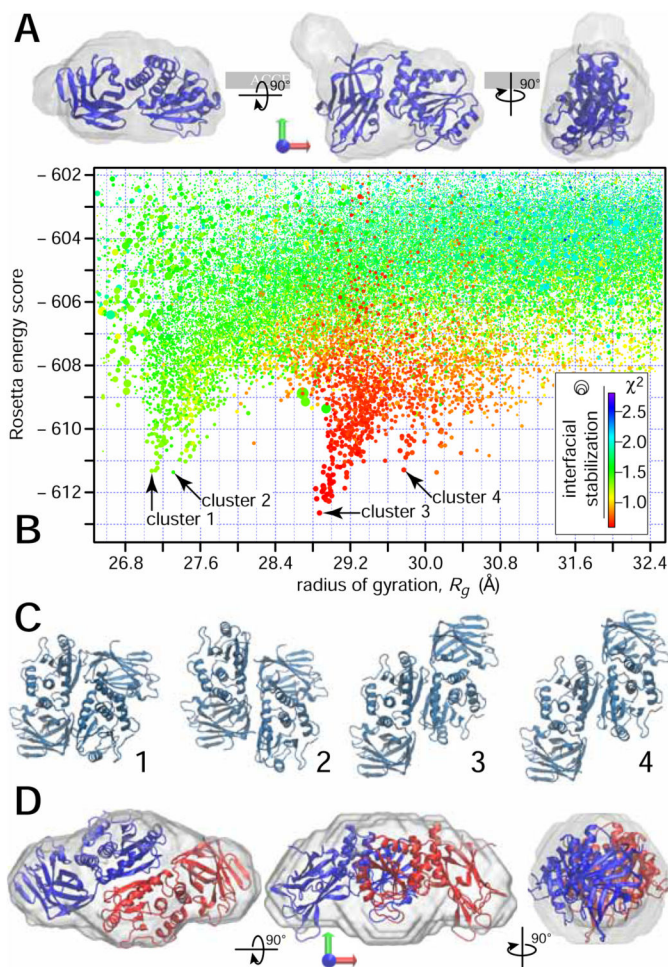 A
ACCE
90°
90°
- 602
- 604
- 606
- 608
- 610
- 612
Rosetta energy score
cluster 1
cluster 2
cluster 3
cluster 4
interfacial
stabilization
χ²
2.5
2.0
1.5
1.0
B
26.8 27.6 28.4 29.2 30.0 30.8 31.6 32.4
radius of gyration, Rg (Å)
C
1 2 3 4
D
90°
90°